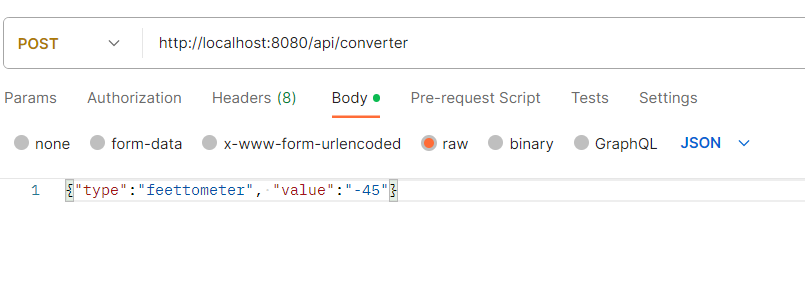 POST http://localhost:8080/api/converter
Params Authorization Headers (8) Body Pre-request Script Tests Settings
none form-data x-www-form-urlencoded raw binary GraphQL JSON
1 {"type":"feettometer", "value":"-45"}